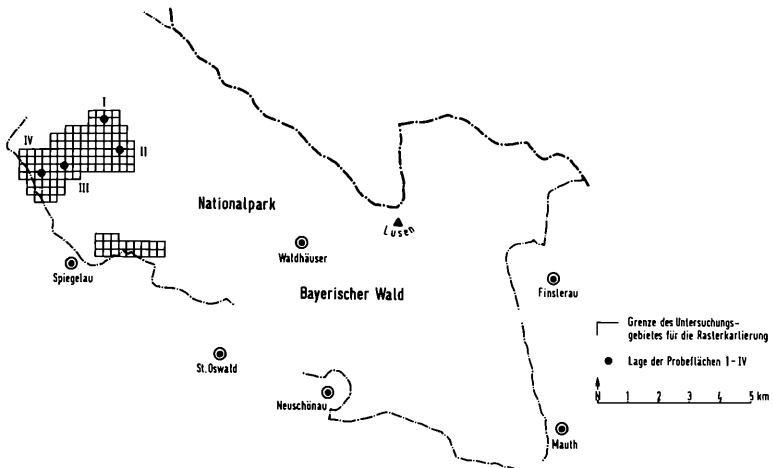 I
IV
II
III
Nationalpark
Lusen
Waldhäuser
Spiegelau
Bayerischer Wald
Finsterau
Grenze des Untersuchungs-
gebietes für die Rasterkartierung
St. Oswald
Lage der Probeflächen I - IV
Neuschönau
N 1 2 3 4 5 km
Mauth